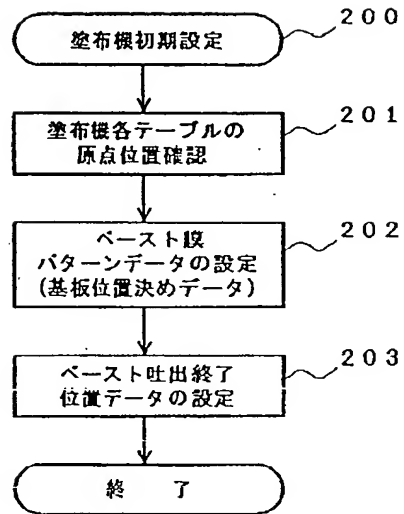 塗布機初期設定
200
塗布機各テーブルの
原点位置確認
201
ペースト膜
パターンデータの設定
(基板位置決めデータ)
202
ペースト吐出終了
位置データの設定
203
終 了